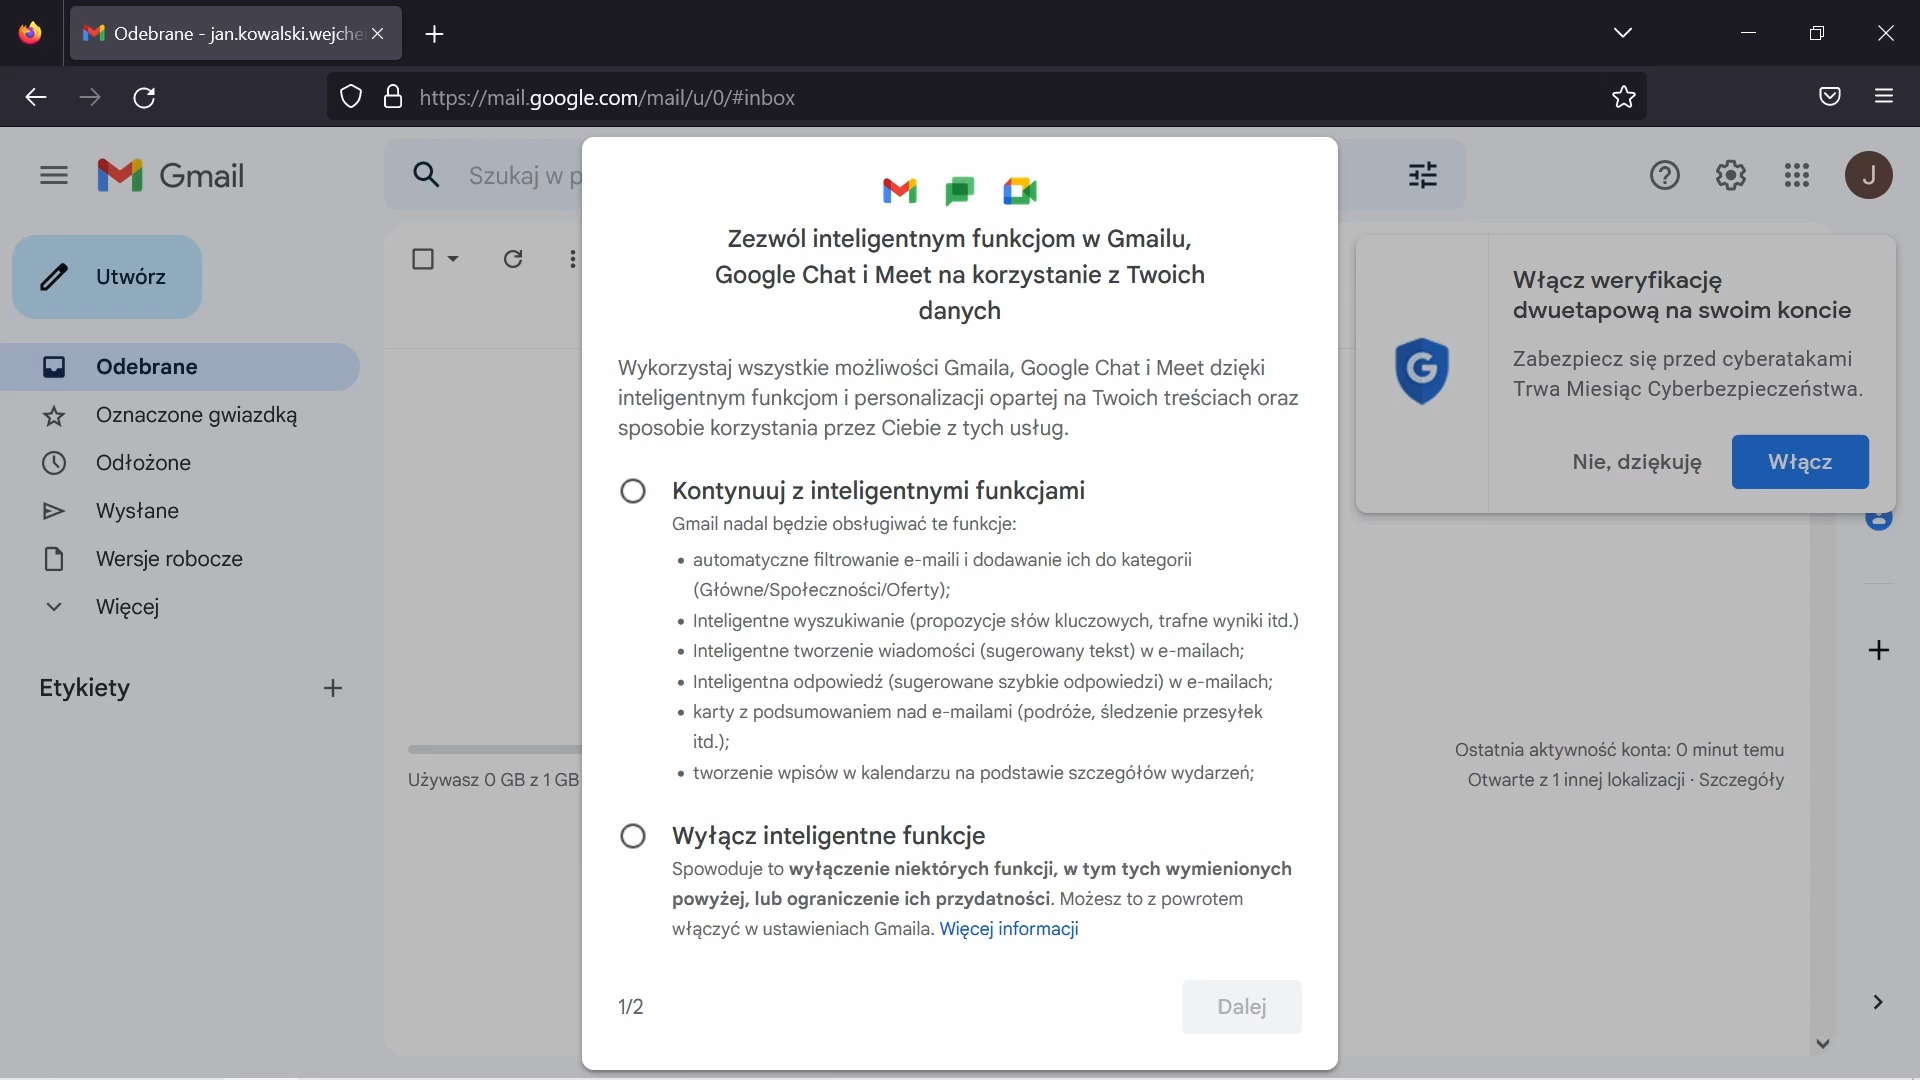 Odebrane - jan.kowalski.wejche
https://mail.google.com/mail/u/0/#inbox
Gmail
Szukaj w p
J
Utwórz
Odebrane
Oznaczone gwiazdką
Odłożone
Wysłane
Wersje robocze
Więcej
Etykiety
Używasz 0 GB z 1 GB
Zezwól inteligentnym funkcjom w Gmailu,
Google Chat i Meet na korzystanie z Twoich
danych
Wykorzystaj wszystkie możliwości Gmaila, Google Chat i Meet dzięki
inteligentnym funkcjom i personalizacji opartej na Twoich treściach oraz
sposobie korzystania przez Ciebie z tych usług.
Kontynuuj z inteligentnymi funkcjami
Gmail nadal będzie obsługiwać te funkcje:
• automatyczne filtrowanie e-maili i dodawanie ich do kategorii
(Główne/Społeczności/Oferty);
• Inteligentne wyszukiwanie (propozycje słów kluczowych, trafne wyniki itd.)
• Inteligentne tworzenie wiadomości (sugerowany tekst) w e-mailach;
• Inteligentna odpowiedź (sugerowane szybkie odpowiedzi) w e-mailach;
• karty z podsumowaniem nad e-mailami (podróże, śledzenie przesyłek
itd.);
• tworzenie wpisów w kalendarzu na podstawie szczegółów wydarzeń;
Wyłącz inteligentne funkcje
Spowoduje to wyłączenie niektórych funkcji, w tym tych wymienionych
powyżej, lub ograniczenie ich przydatności. Możesz to z powrotem
włączyć w ustawieniach Gmaila. Więcej informacji
1/2
Dalej
Włącz weryfikację
dwuetapową na swoim koncie
Zabezpiecz się przed cyberatakami
Trwa Miesiąc Cyberbezpieczeństwa.
Nie, dziękuję
Włącz
Ostatnia aktywność konta: 0 minut temu
Otwarte z 1 innej lokalizacji · Szczegóły